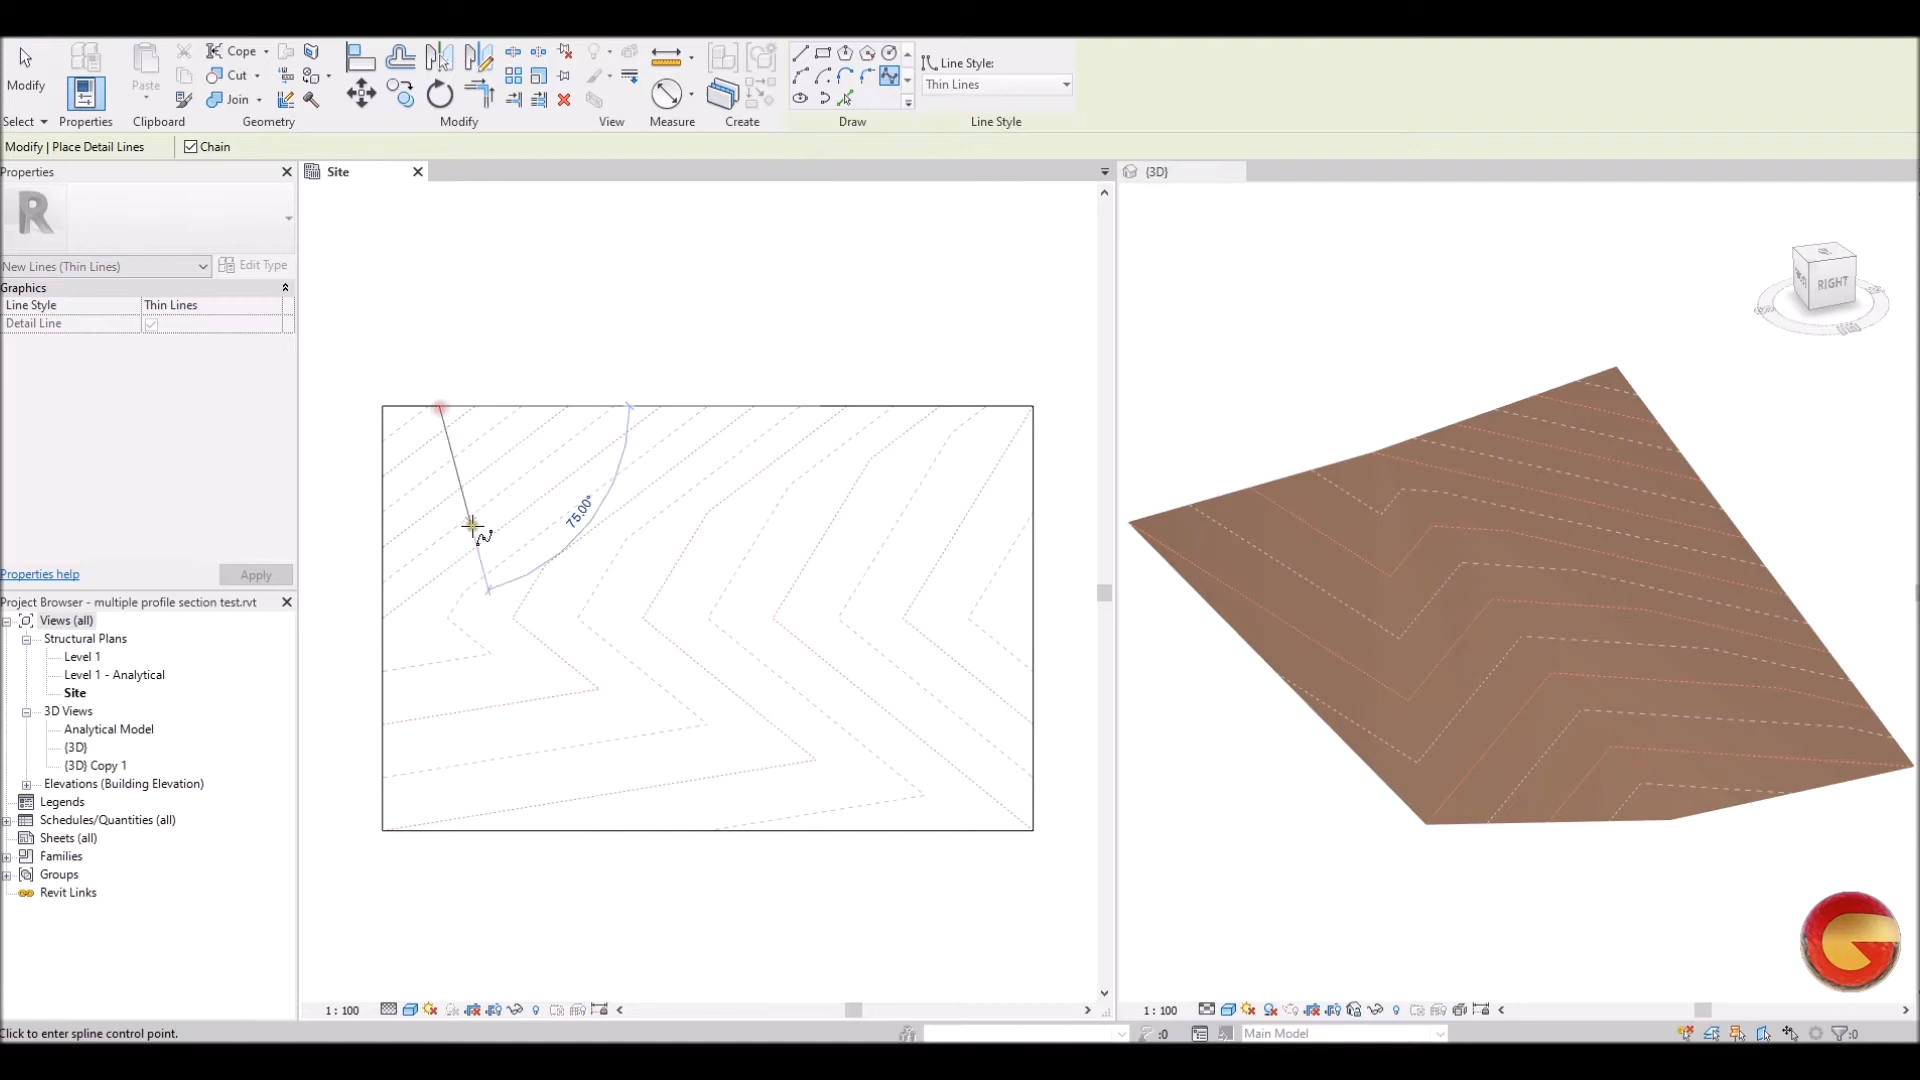 Modify
Select
Properties
Paste
Clipboard
Cope
Cut
Join
Geometry
Modify
View
Measure
Create
Draw
Line Style:
Thin Lines
Line Style
Modify | Place Detail Lines
Chain
Properties
New Lines (Thin Lines)
Edit Type
Graphics
Line Style
Thin Lines
Detail Line
Properties help
Apply
Project Browser - multiple profile section test.rvt
Views (all)
Structural Plans
Level 1
Level 1 - Analytical
Site
3D Views
Analytical Model
{3D}
{3D} Copy 1
Elevations (Building Elevation)
Legends
Schedules/Quantities (all)
Sheets (all)
Families
Groups
Revit Links
Site
75.00°
1 : 100
{3D}
RIGHT
1 : 100
Click to enter spline control point.
:0
Main Model
:0